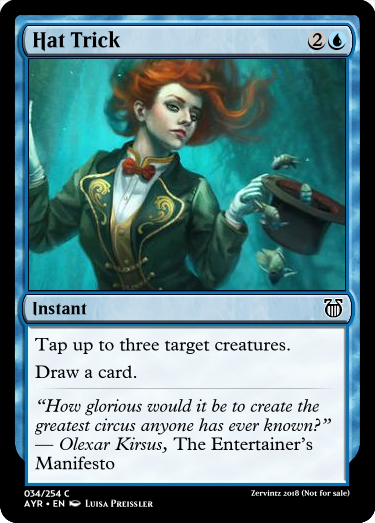 Hat Trick 2
Instant
Tap up to three target creatures.
Draw a card.
“How glorious would it be to create the
greatest circus anyone has ever known?”
— Olexar Kirsus, The Entertainer’s
Manifesto
034/254 C
AYR • EN Luisa Preissler
Zervintz 2018 (Not for sale)